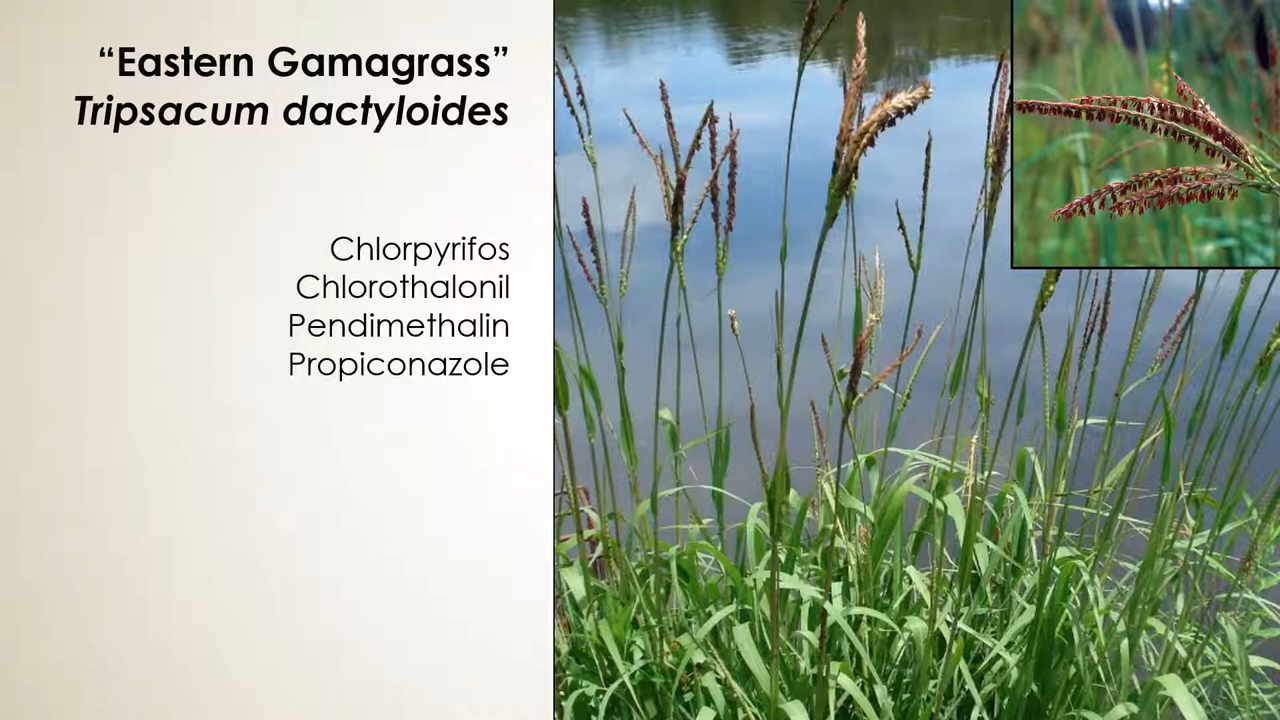 “Eastern Gamagrass”
Tripsacum dactyloides
Chlorpyrifos
Chlorothalonil
Pendimethalin
Propiconazole